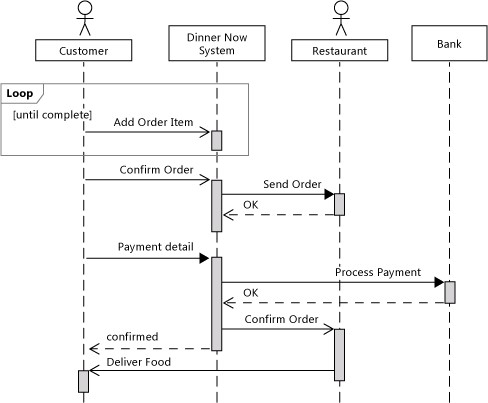 Customer
Dinner Now
System
Restaurant
Bank
Loop
[until complete]
Add Order Item
Confirm Order
Send Order
OK
Payment detail
Process Payment
OK
Confirm Order
confirmed
Deliver Food